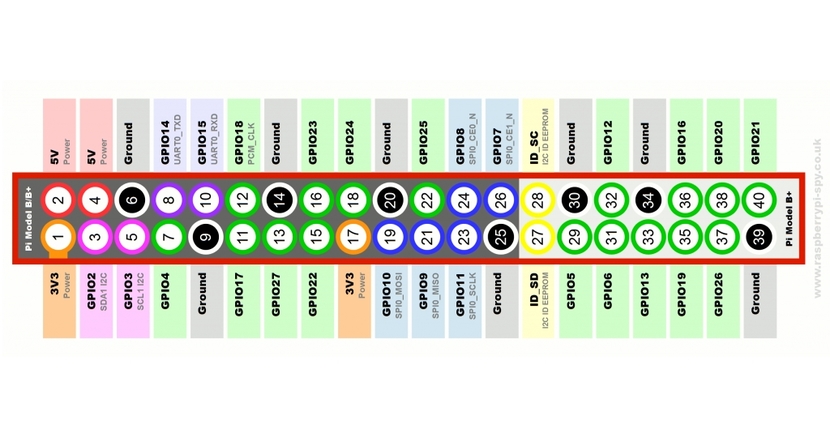 5V
Power
5V
Power
Ground
GPIO14
UART0_TXD
GPIO15
UART0_RXD
GPIO18
PCM_CLK
Ground
GPIO23
GPIO24
Ground
GPIO25
GPIO8
SPI0_CE0_N
GPIO7
SPI0_CE1_N
ID_SC
I2C ID EEPROM
Ground
GPIO12
Ground
GPIO16
GPIO20
GPIO21
Pi Model B/B+
2 4 6 8 10 12 14 16 18 20 22 24 26 28 30 32 34 36 38 40
1 3 5 7 9 11 13 15 17 19 21 23 25 27 29 31 33 35 37 39
Pi Model B+
3V3
Power
GPIO2
SDA1 I2C
GPIO3
SCL1 I2C
GPIO4
Ground
GPIO17
GPIO27
GPIO22
3V3
Power
GPIO10
SPI0_MOSI
GPIO9
SPI0_MISO
GPIO11
SPI0_SCLK
Ground
ID_SD
I2C ID EEPROM
GPIO5
GPIO6
GPIO13
GPIO19
GPIO26
Ground
www.raspberrypi-spy.co.uk